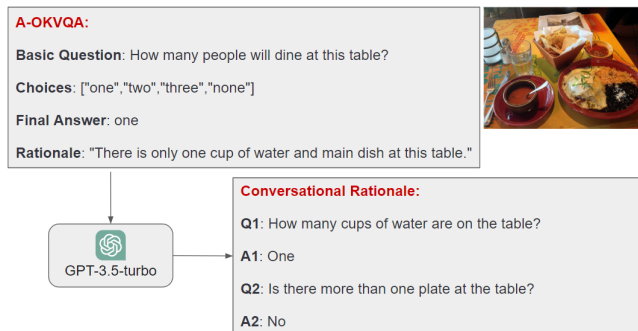 A-OKVQA:
Basic Question: How many people will dine at this table?
Choices: ["one","two","three","none"]
Final Answer: one
Rationale: "There is only one cup of water and main dish at this table."
GPT-3.5-turbo
Conversational Rationale:
Q1: How many cups of water are on the table?
A1: One
Q2: Is there more than one plate at the table?
A2: No